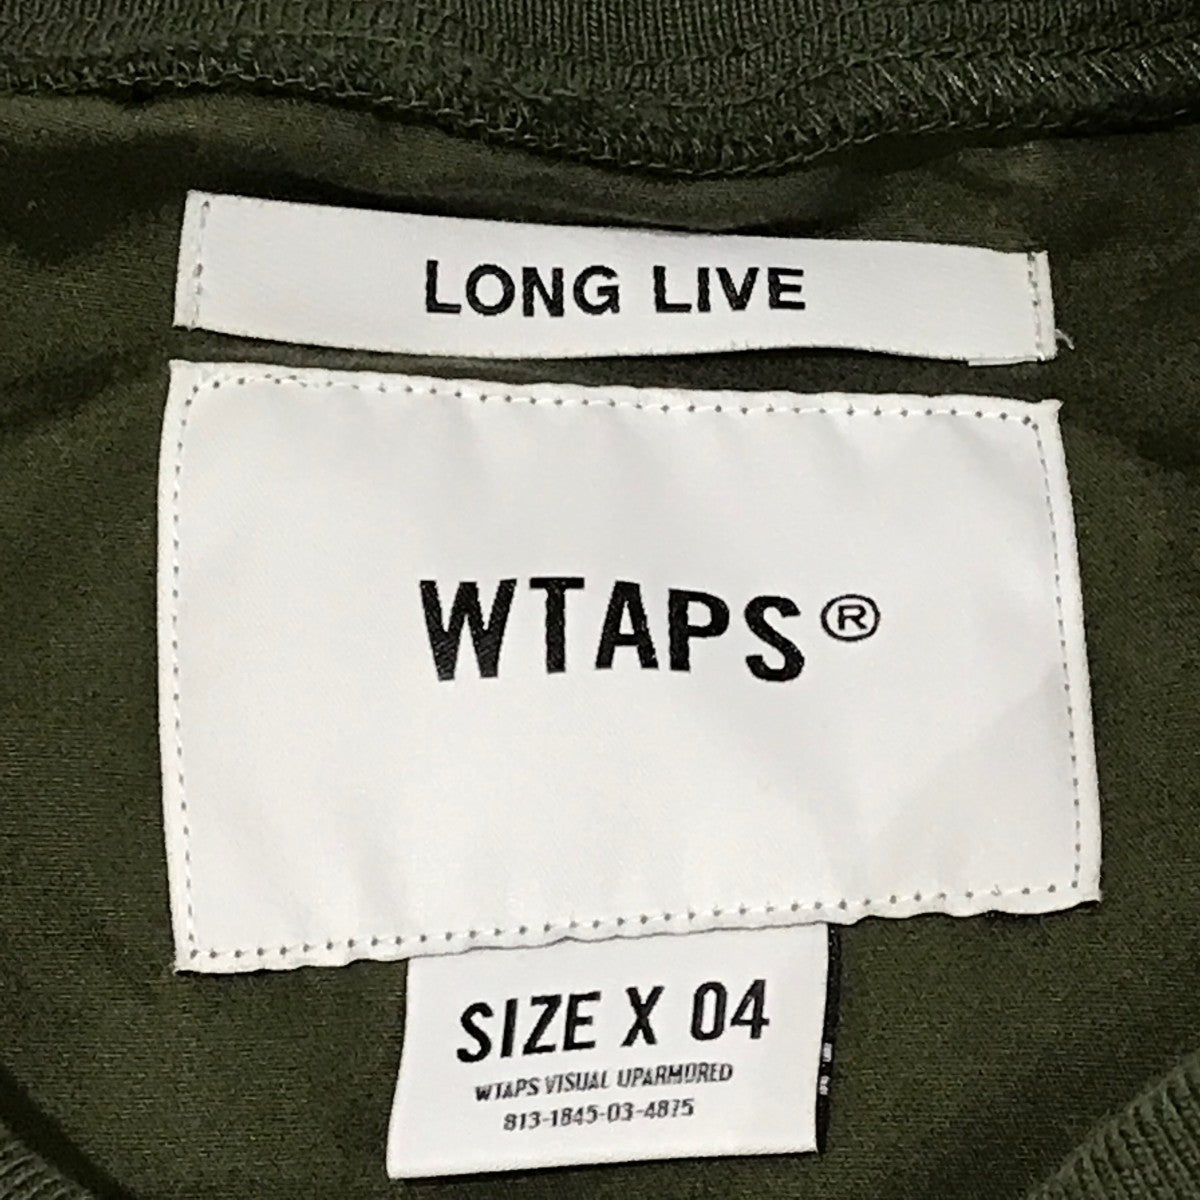 LONG LIVE
WTAPS®
SIZE X 04
WTAPS VISUAL UPARMORED
813-1845-03-4875